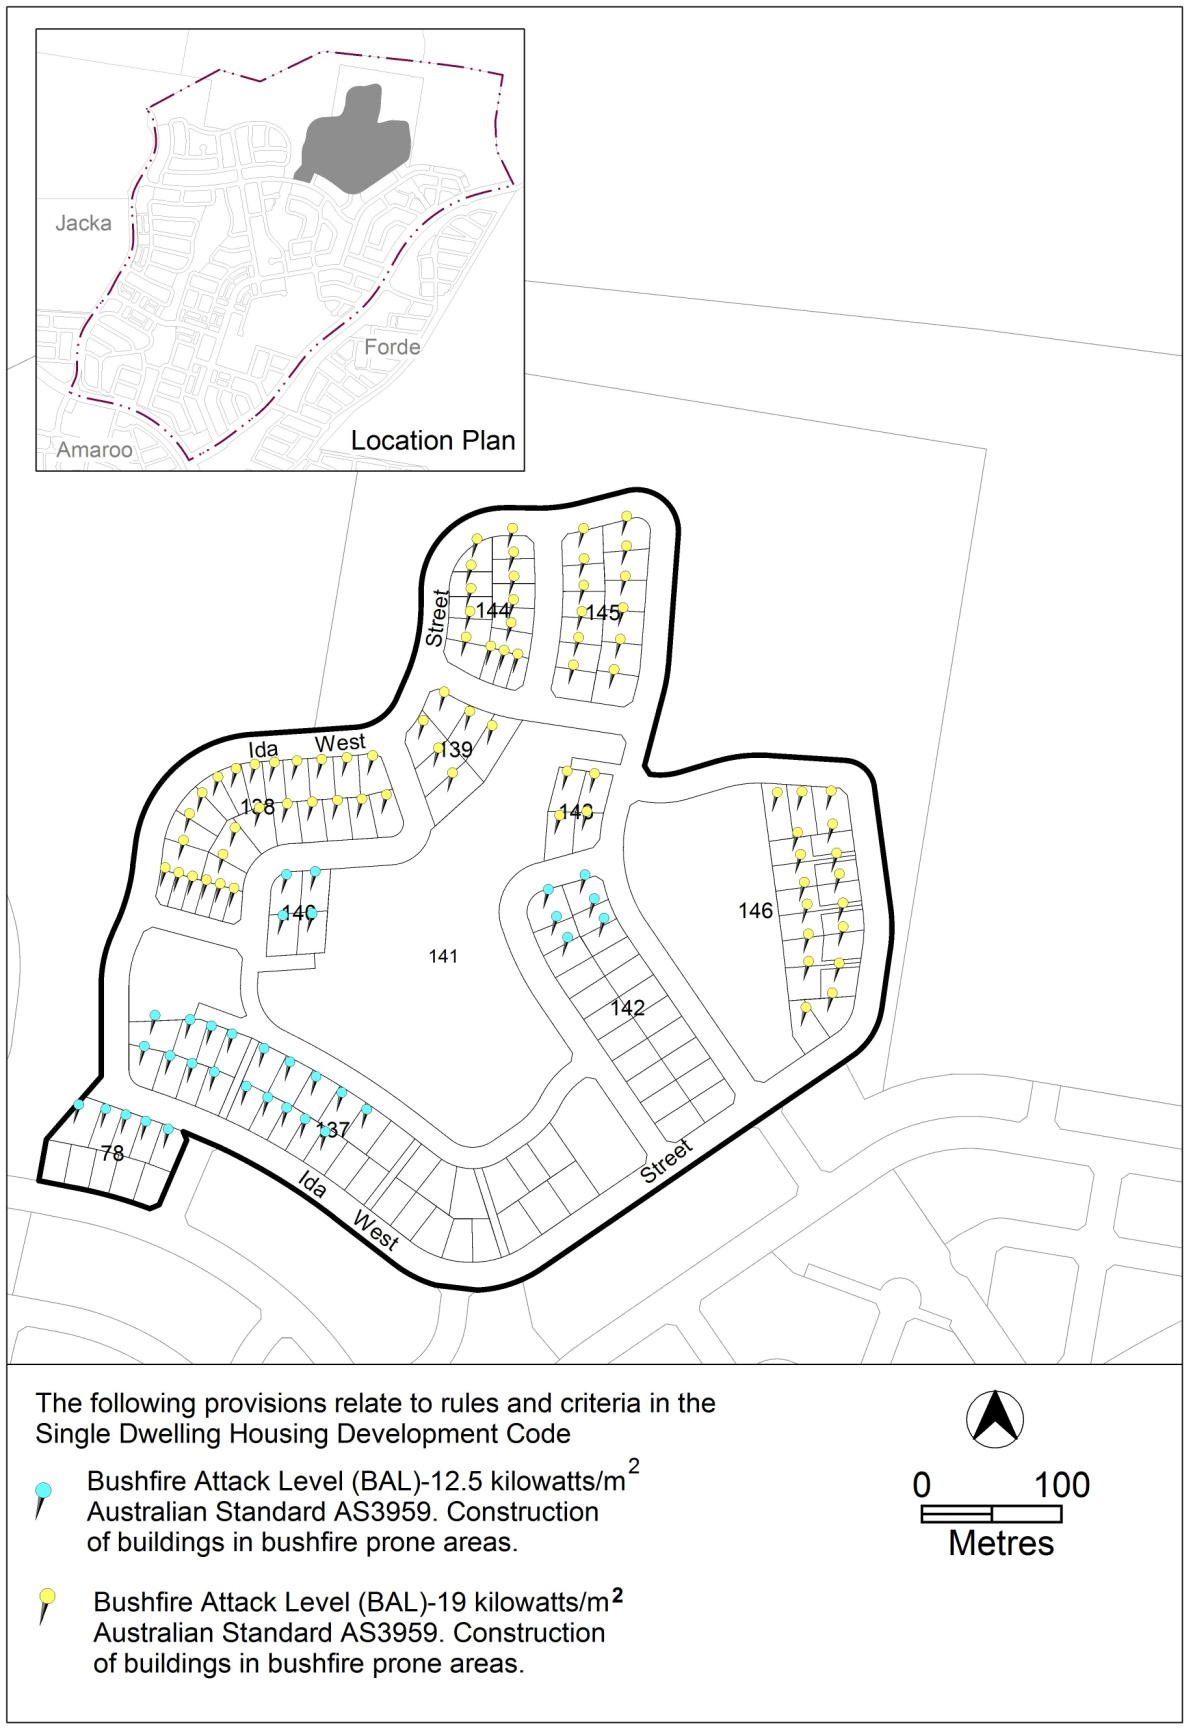 Jacka
Forde
Amaroo
Location Plan
Street
144
145
139
Ida
West
138
143
140
141
146
142
137
78
Ida
West
Street
The following provisions relate to rules and criteria in the
Single Dwelling Housing Development Code
Bushfire Attack Level (BAL)-12.5 kilowatts/m²
Australian Standard AS3959. Construction
of buildings in bushfire prone areas.
Bushfire Attack Level (BAL)-19 kilowatts/m²
Australian Standard AS3959. Construction
of buildings in bushfire prone areas.
0 100
Metres